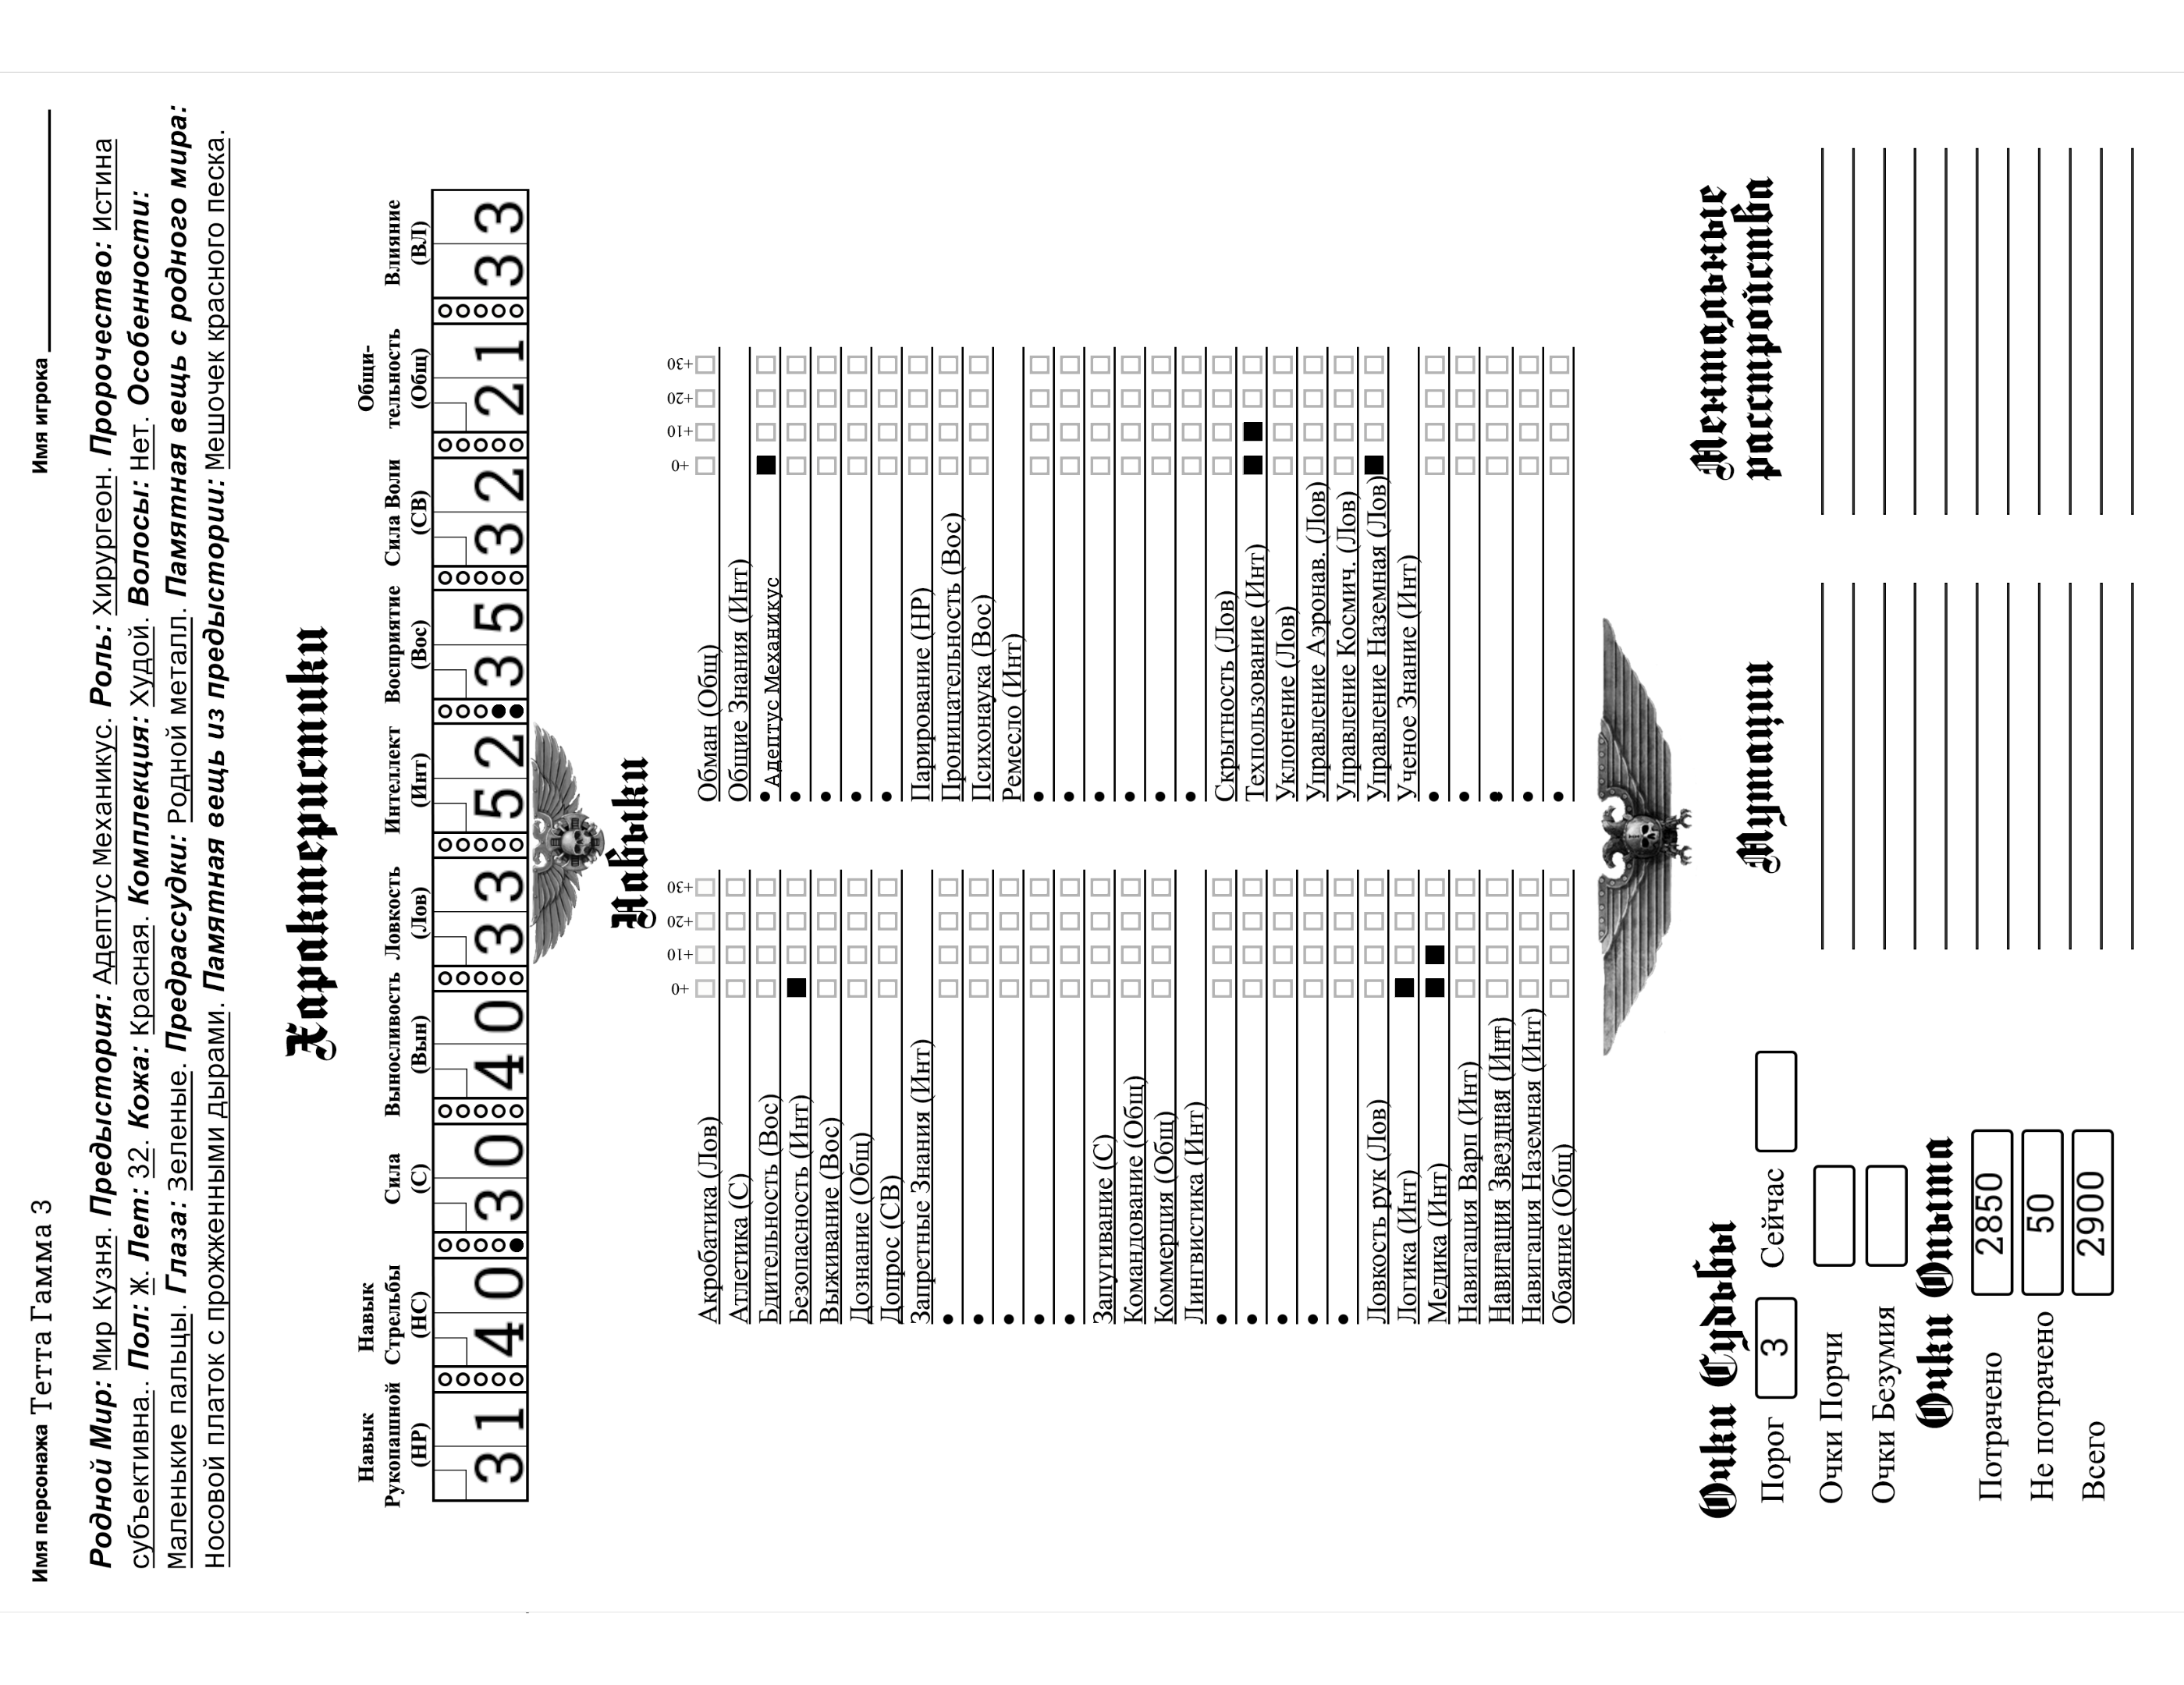 Имя персонажа Тетта Гамма 3 Имя игрока
Родной Мир: Мир Кузня. Предыстория: Адептус Механикус. Роль: Хирургеон. Пророчество: Истина
субъективна.. Пол: Ж. Лет: 32. Кожа: Красная. Комплекция: Худой. Волосы: Нет. Особенности:
Маленькие пальцы. Глаза: Зеленые. Предрассудки: Родной металл. Памятная вещь с родного мира:
Носовой платок с прожженными дырами. Памятная вещь из предыстории: Мешочек красного песка.
Характеристики
Навык Рукопашной (НР)
Навык Стрельбы (НС)
Сила (С)
Выносливость (Вын)
Ловкость (Лов)
Интеллект (Инт)
Восприятие (Вос)
Сила Воли (СВ)
Общи-
тельность (Общ)
Влияние (ВЛ)
31 40 30 40 33 52 35 32 21 33
Навыки
+0 +10 +20 +30
Акробатика (Лов)
Атлетика (С)
Бдительность (Вос)
Безопасность (Инт)
Выживание (Вос)
Дознание (Общ)
Допрос (СВ)
Запретные Знания (Инт)
•
•
•
•
•
Запугивание (С)
Командование (Общ)
Коммерция (Общ)
Лингвистика (Инт)
•
•
•
•
•
Ловкость рук (Лов)
Логика (Инт)
Медика (Инт)
Навигация Варп (Инт)
Навигация Звездная (Инт)
Навигация Наземная (Инт)
Обаяние (Общ)
+0 +10 +20 +30
Обман (Общ)
Общие Знания (Инт)
• Адептус Механикус
•
•
•
•
Парирование (НР)
Проницательность (Вос)
Психонаука (Вос)
Ремесло (Инт)
•
•
•
•
•
•
Скрытность (Лов)
Техпользование (Инт)
Уклонение (Лов)
Управление Аэронав. (Лов)
Управление Космич. (Лов)
Управление Наземная (Лов)
Ученое Знание (Инт)
•
•
•
•
•
Очки Судьбы
Порог 3 Сейчас
Очки Порчи
Очки Безумия
Очки Опыта
Потрачено 2850
Не потрачено 50
Всего 2900
Мутации
Ментальные
расстройства